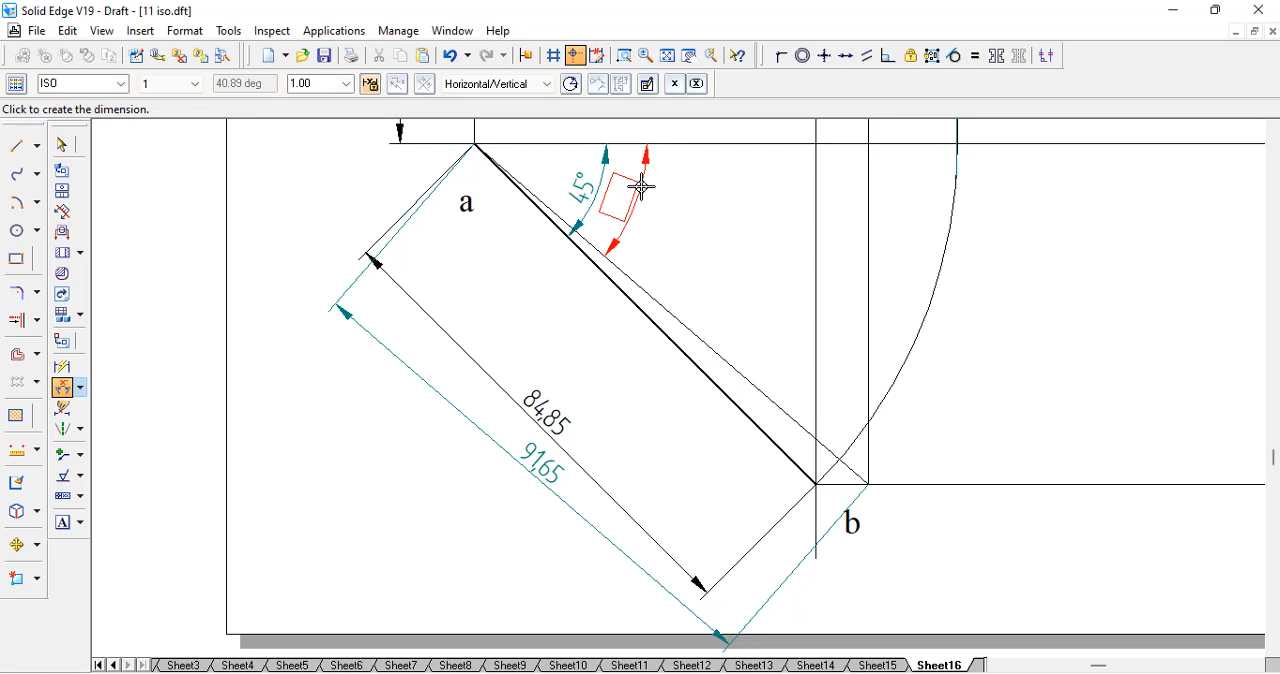 Solid Edge V19 - Draft - [11 iso.dft]
File Edit View Insert Format Tools Inspect Applications Manage Window Help
ISO 1 40.89 deg 1.00 Horizontal/Vertical
Click to create the dimension.
45°
a
84,85
91,65
b
A
Sheet3 Sheet4 Sheet5 Sheet6 Sheet7 Sheet8 Sheet9 Sheet10 Sheet11 Sheet12 Sheet13 Sheet14 Sheet15 Sheet16